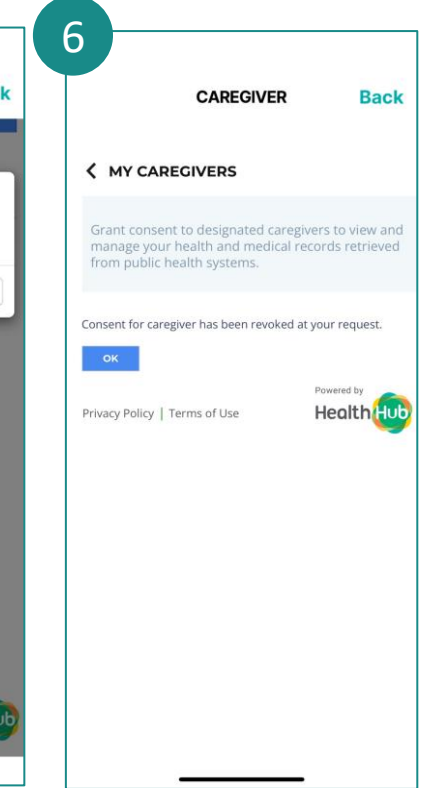 6
k
CAREGIVER Back
MY CAREGIVERS
Grant consent to designated caregivers to view and
manage your health and medical records retrieved
from public health systems.
Consent for caregiver has been revoked at your request.
OK
Powered by
HealthHub
Privacy Policy | Terms of Use
ub